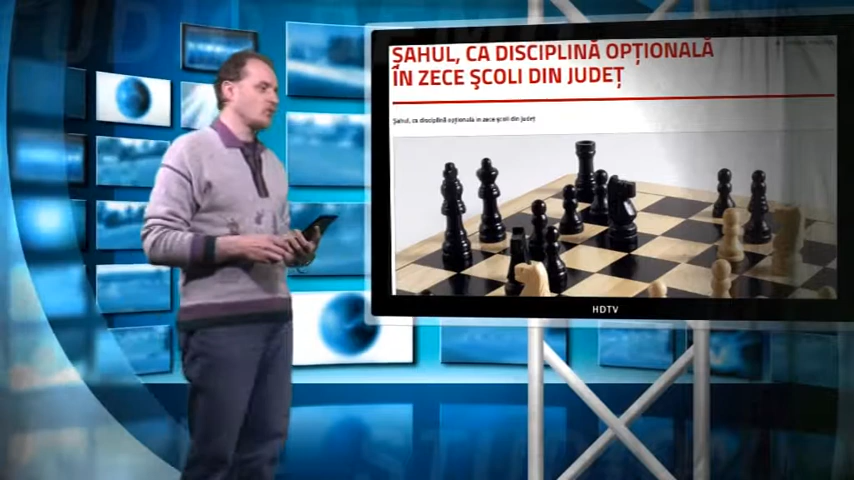 ŞAHUL, CA DISCIPLINĂ OPŢIONALĂ
ÎN ZECE ŞCOLI DIN JUDEŢ
Şahul, ca disciplină opţională în zece şcoli din judeţ
HDTV